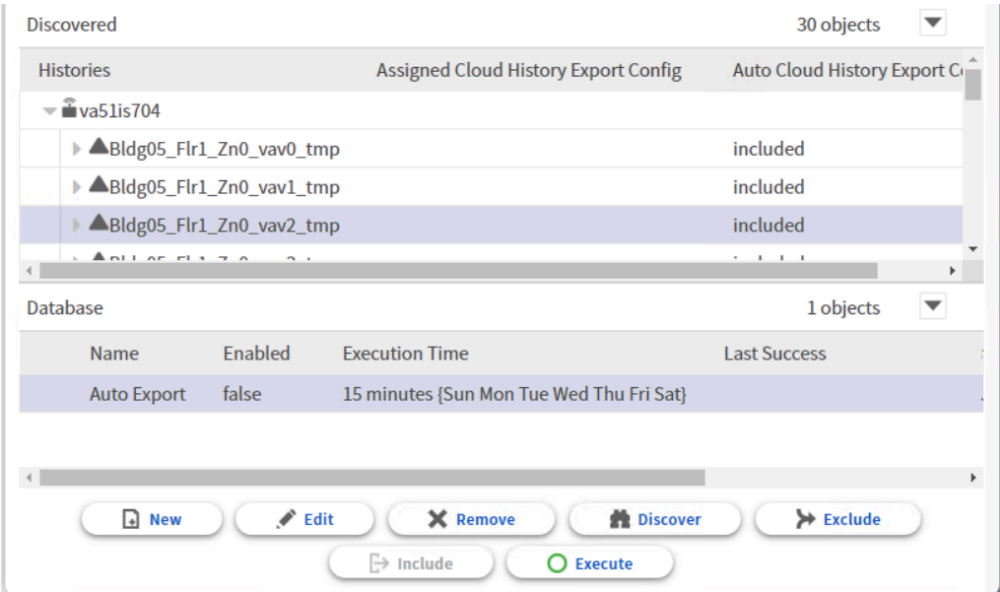 Discovered 30 objects
Histories Assigned Cloud History Export Config Auto Cloud History Export
va51is704
Bldg05_Flr1_Zn0_vav0_tmp included
Bldg05_Flr1_Zn0_vav1_tmp included
Bldg05_Flr1_Zn0_vav2_tmp included
Database 1 objects
Name Enabled Execution Time Last Success
Auto Export false 15 minutes {Sun Mon Tue Wed Thu Fri Sat}
New Edit Remove Discover Exclude
Include Execute